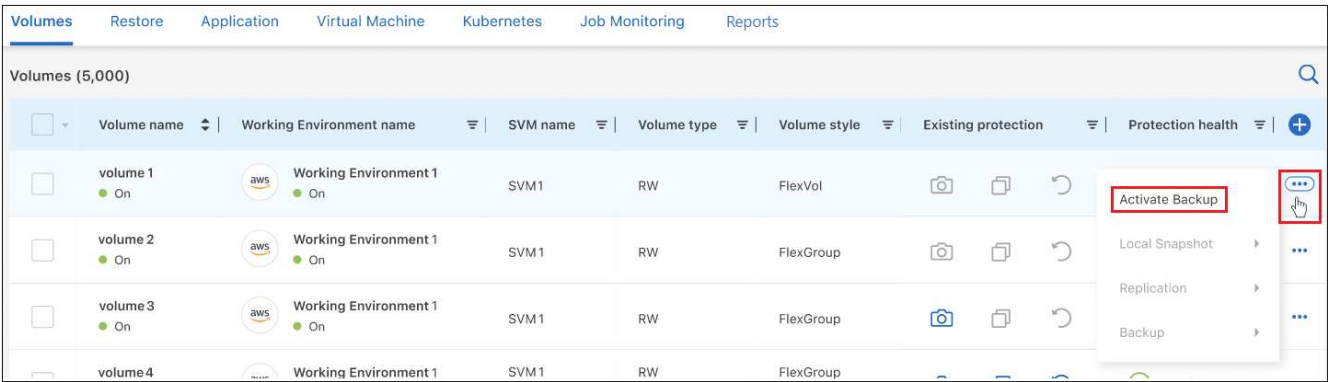 Volumes Restore Application Virtual Machine Kubernetes Job Monitoring Reports
Volumes (5,000)
Volume name Working Environment name SVM name Volume type Volume style Existing protection Protection health
volume 1 aws Working Environment 1 SVM1 RW FlexVol
On On
Activate Backup
volume 2 aws Working Environment 1 SVM1 RW FlexGroup
On On
Local Snapshot
Replication
volume 3 aws Working Environment 1 SVM1 RW FlexGroup
On On
Backup
volume 4 Working Environment 1 SVM1 RW FlexGroup